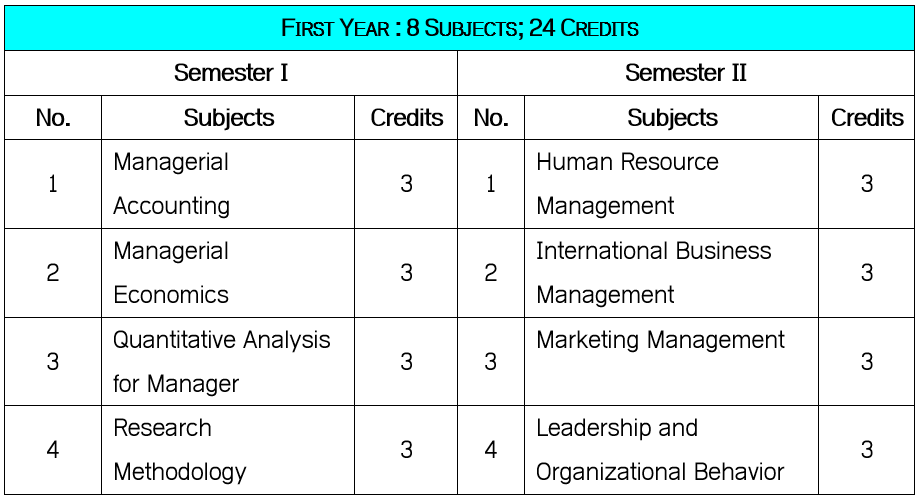 FIRST YEAR : 8 SUBJECTS; 24 CREDITS
Semester I Semester II
No. Subjects Credits No. Subjects Credits
1 Managerial
Accounting 3 1 Human Resource
Management 3
2 Managerial
Economics 3 2 International Business
Management 3
3 Quantitative Analysis
for Manager 3 3 Marketing Management 3
4 Research
Methodology 3 4 Leadership and
Organizational Behavior 3